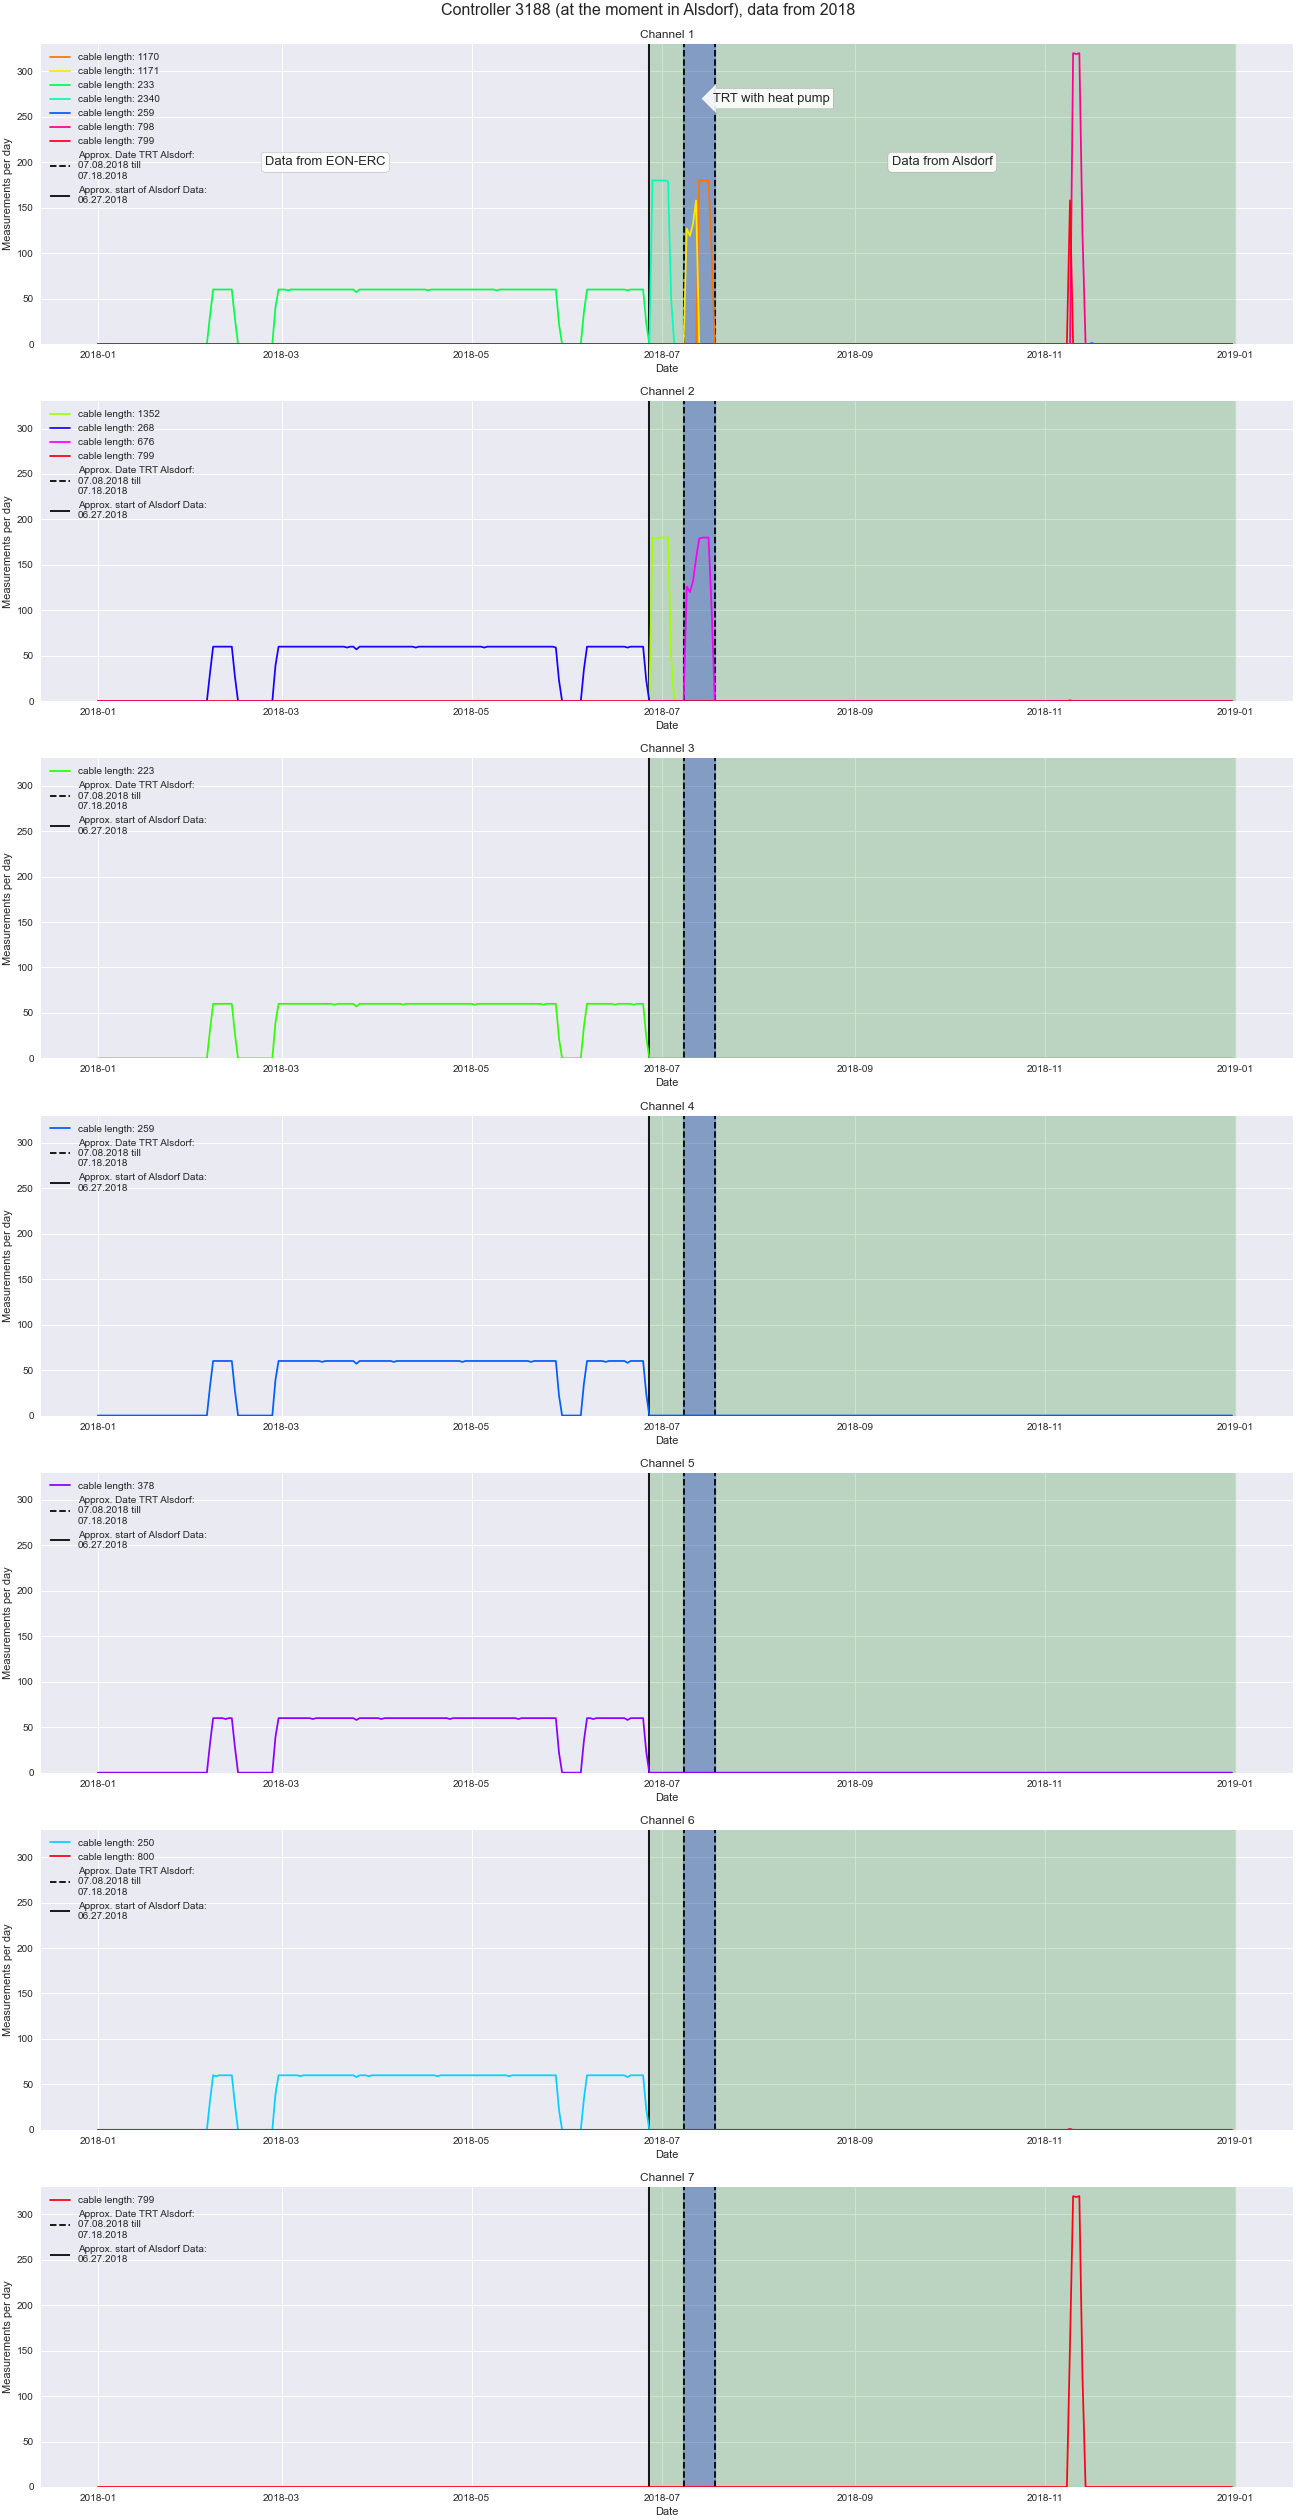 Controller 3188 (at the moment in Alsdorf), data from 2018
Channel 1
cable length: 1170
cable length: 1171
cable length: 233
cable length: 2340
cable length: 259
cable length: 798
cable length: 799
Approx. Date TRT Alsdorf:
07.08.2018 till
07.18.2018
Approx. start of Alsdorf Data:
06.27.2018
TRT with heat pump
Data from EON-ERC
Data from Alsdorf
Measurements per day
300
250
200
150
100
50
0
2018-01 2018-03 2018-05 2018-07 2018-09 2018-11 2019-01
Date
Channel 2
cable length: 1352
cable length: 268
cable length: 676
cable length: 799
Approx. Date TRT Alsdorf:
07.08.2018 till
07.18.2018
Approx. start of Alsdorf Data:
06.27.2018
Measurements per day
300
250
200
150
100
50
0
2018-01 2018-03 2018-05 2018-07 2018-09 2018-11 2019-01
Date
Channel 3
cable length: 223
Approx. Date TRT Alsdorf:
07.08.2018 till
07.18.2018
Approx. start of Alsdorf Data:
06.27.2018
Measurements per day
300
250
200
150
100
50
0
2018-01 2018-03 2018-05 2018-07 2018-09 2018-11 2019-01
Date
Channel 4
cable length: 259
Approx. Date TRT Alsdorf:
07.08.2018 till
07.18.2018
Approx. start of Alsdorf Data:
06.27.2018
Measurements per day
300
250
200
150
100
50
0
2018-01 2018-03 2018-05 2018-07 2018-09 2018-11 2019-01
Date
Channel 5
cable length: 378
Approx. Date TRT Alsdorf:
07.08.2018 till
07.18.2018
Approx. start of Alsdorf Data:
06.27.2018
Measurements per day
300
250
200
150
100
50
0
2018-01 2018-03 2018-05 2018-07 2018-09 2018-11 2019-01
Date
Channel 6
cable length: 250
cable length: 800
Approx. Date TRT Alsdorf:
07.08.2018 till
07.18.2018
Approx. start of Alsdorf Data:
06.27.2018
Measurements per day
300
250
200
150
100
50
0
2018-01 2018-03 2018-05 2018-07 2018-09 2018-11 2019-01
Date
Channel 7
cable length: 799
Approx. Date TRT Alsdorf:
07.08.2018 till
07.18.2018
Approx. start of Alsdorf Data:
06.27.2018
Measurements per day
300
250
200
150
100
50
0
2018-01 2018-03 2018-05 2018-07 2018-09 2018-11 2019-01
Date